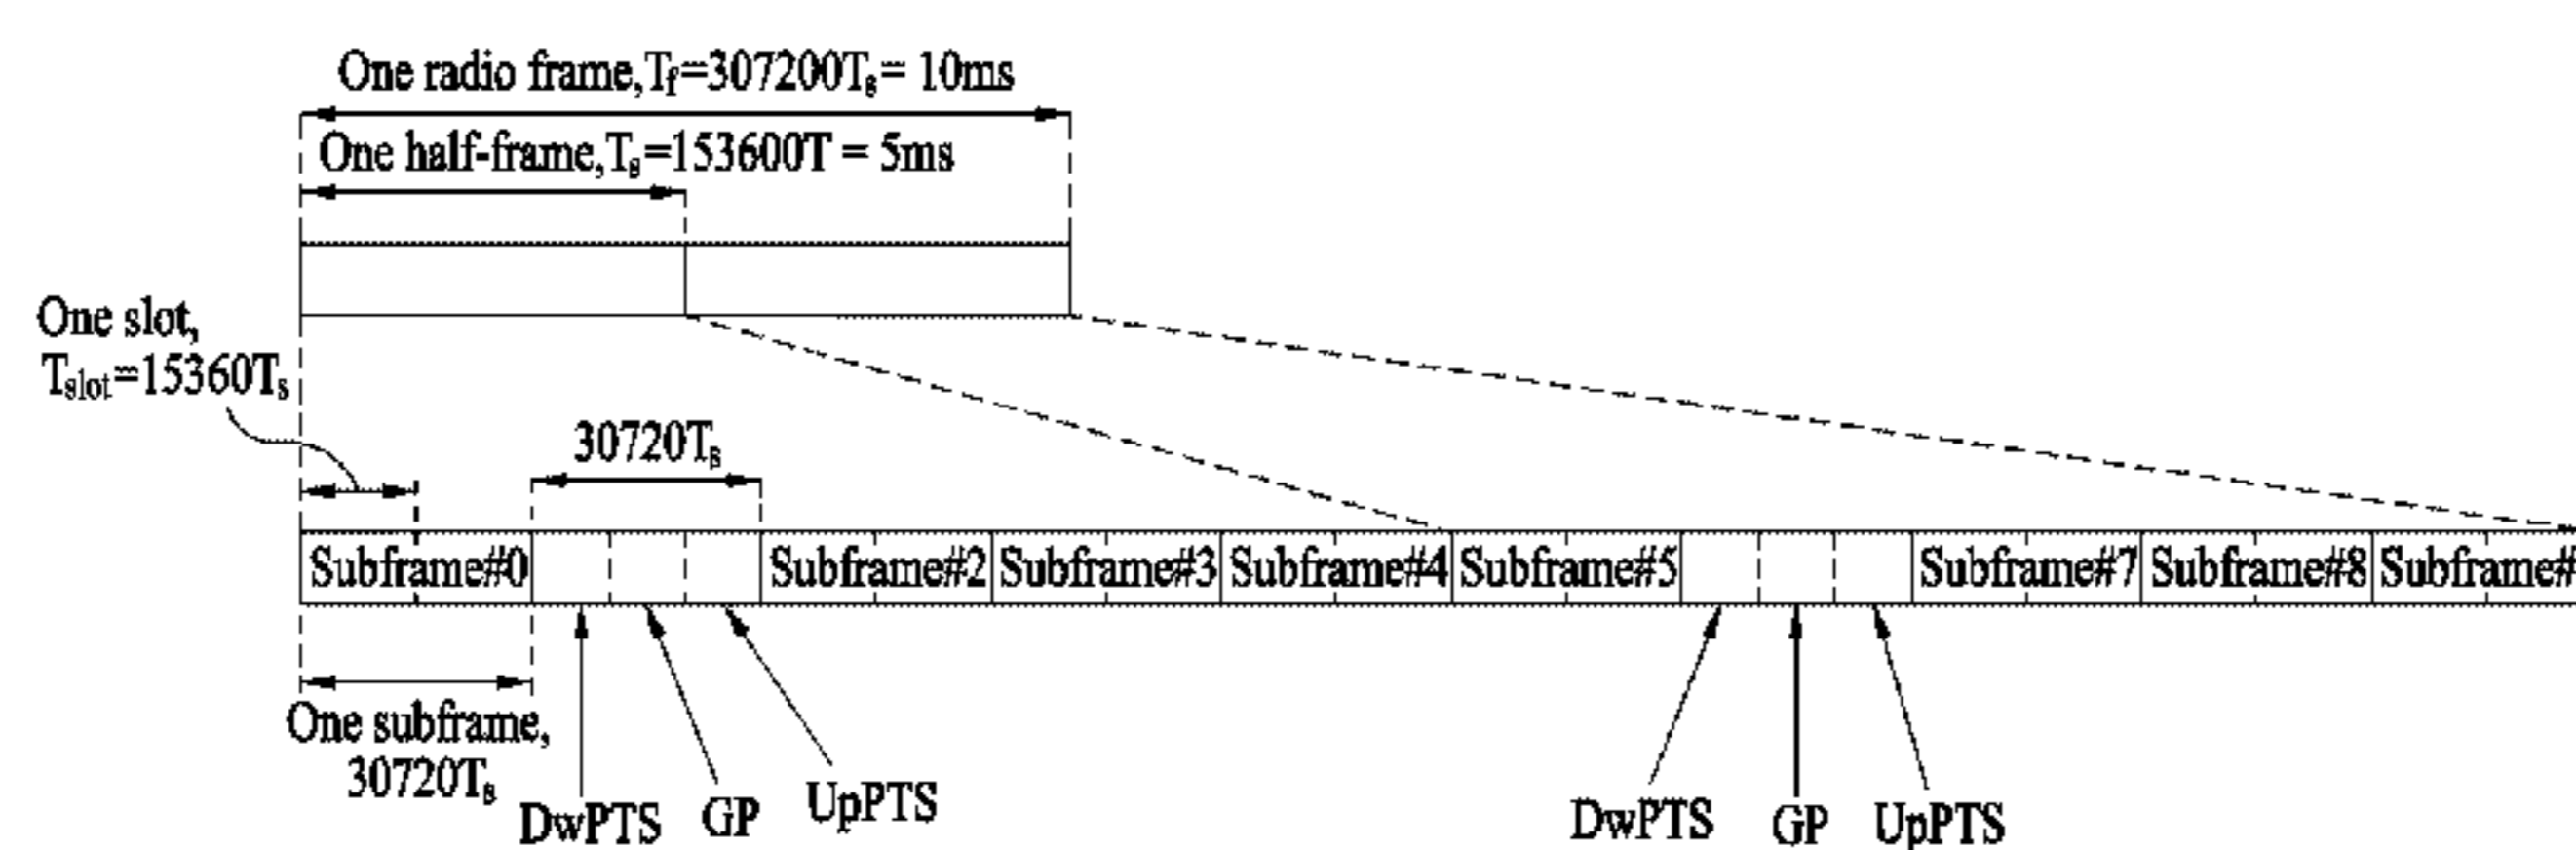 One radio frame,Tf=307200Ts= 10ms
One half-frame,Ts=153600T = 5ms
One slot,
Tslot=15360Ts
30720Ts
Subframe#0 Subframe#2 Subframe#3 Subframe#4 Subframe#5 Subframe#7 Subframe#8 Subframe#
One subframe,
30720Ts
DwPTS GP UpPTS DwPTS GP UpPTS